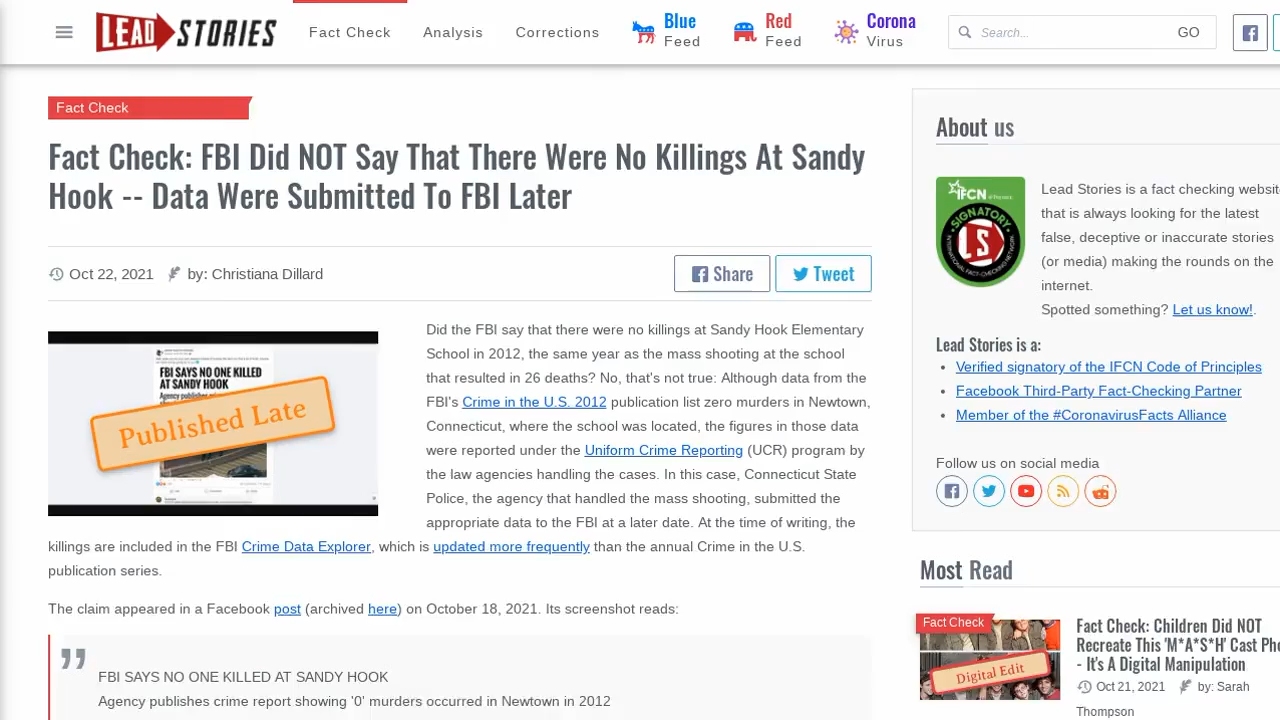 LEAD STORIES
Fact Check
Analysis
Corrections
Blue
Feed
Red
Feed
Corona
Virus
Search...
GO
Fact Check
Fact Check: FBI Did NOT Say That There Were No Killings At Sandy
Hook -- Data Were Submitted To FBI Later
Oct 22, 2021
by: Christiana Dillard
Share
Tweet
FBI SAYS NO ONE KILLED
AT SANDY HOOK
Published Late
Did the FBI say that there were no killings at Sandy Hook Elementary
School in 2012, the same year as the mass shooting at the school
that resulted in 26 deaths? No, that's not true: Although data from the
FBI's Crime in the U.S. 2012 publication list zero murders in Newtown,
Connecticut, where the school was located, the figures in those data
were reported under the Uniform Crime Reporting (UCR) program by
the law agencies handling the cases. In this case, Connecticut State
Police, the agency that handled the mass shooting, submitted the
appropriate data to the FBI at a later date. At the time of writing, the
killings are included in the FBI Crime Data Explorer, which is updated more frequently than the annual Crime in the U.S.
publication series.
The claim appeared in a Facebook post (archived here) on October 18, 2021. Its screenshot reads:
FBI SAYS NO ONE KILLED AT SANDY HOOK
Agency publishes crime report showing '0' murders occurred in Newtown in 2012
About us
IFCN
SIGNATORY
INTERNATIONAL FACT-CHECKING NETWORK
LS
Lead Stories is a fact checking website
that is always looking for the latest
false, deceptive or inaccurate stories
(or media) making the rounds on the
internet.
Spotted something? Let us know!.
Lead Stories is a:
Verified signatory of the IFCN Code of Principles
Facebook Third-Party Fact-Checking Partner
Member of the #CoronavirusFacts Alliance
Follow us on social media
Most Read
Fact Check
Digital Edit
Fact Check: Children Did NOT
Recreate This 'M*A*S*H' Cast Pho
- It's A Digital Manipulation
Oct 21, 2021
by: Sarah
Thompson